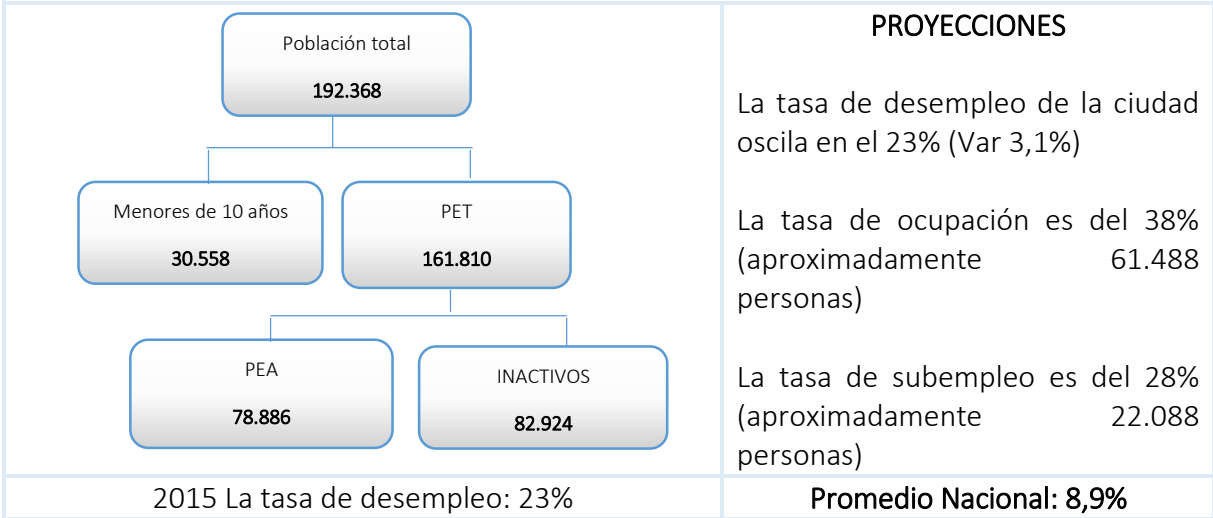 Población total
192.368
Menores de 10 años
30.558
PET
161.810
PEA
78.886
INACTIVOS
82.924
PROYECCIONES
La tasa de desempleo de la ciudad
oscila en el 23% (Var 3,1%)
La tasa de ocupación es del 38%
(aproximadamente 61.488
personas)
La tasa de subempleo es del 28%
(aproximadamente 22.088
personas)
2015 La tasa de desempleo: 23%
Promedio Nacional: 8,9%